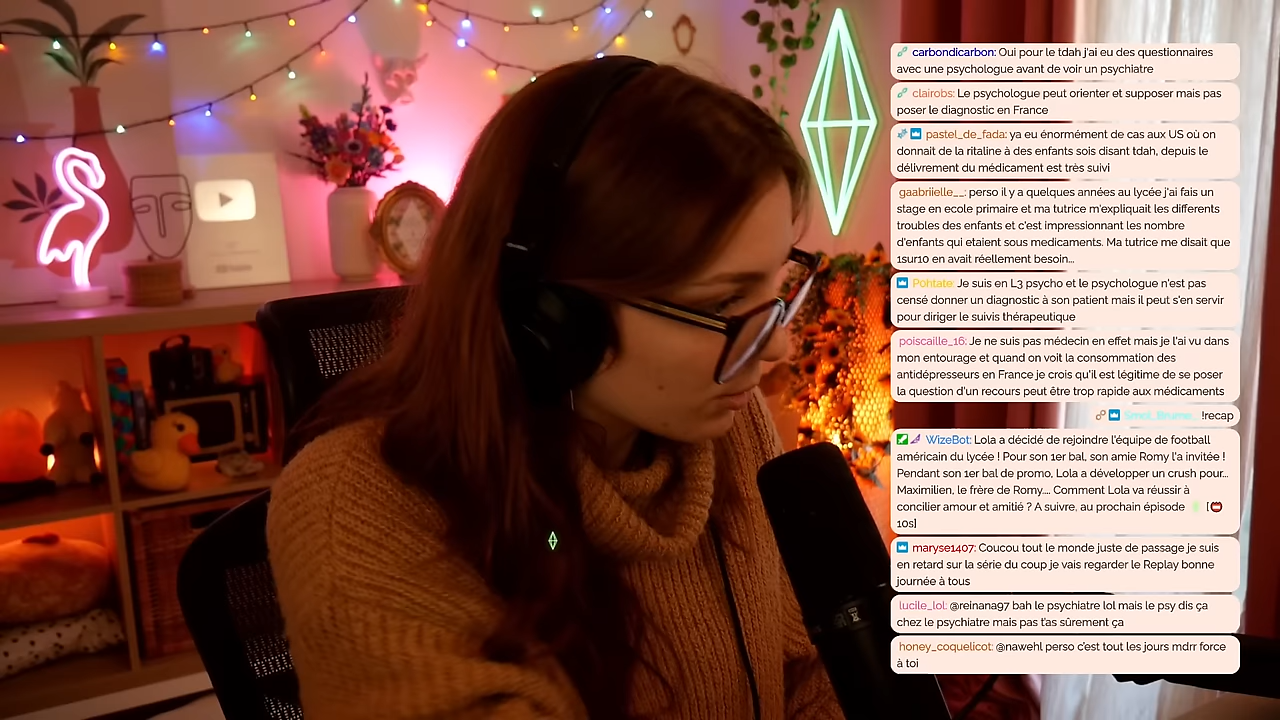 carbondicarbon: Oui pour le tdah j'ai eu des questionnaires
avec une psychologue avant de voir un psychiatre
clairobs: Le psychologue peut orienter et supposer mais pas
poser le diagnostic en France
pastel_de_fada: ya eu énormément de cas aux US où on
donnait de la ritaline à des enfants sois disant tdah, depuis le
délivrement du médicament est très suivi
gaabriielle__: perso il y a quelques années au lycée j'ai fais un
stage en ecole primaire et ma tutrice m'expliquait les differents
troubles des enfants et c'est impressionnant les nombre
d'enfants qui etaient sous medicaments. Ma tutrice me disait que
1sur10 en avait réellement besoin...
Pohtate: Je suis en L3 psycho et le psychologue n'est pas
censé donner un diagnostic à son patient mais il peut s'en servir
pour diriger le suivis thérapeutique
poiscaille_16: Je ne suis pas médecin en effet mais je l'ai vu dans
mon entourage et quand on voit la consommation des
antidépresseurs en France je crois qu'il est légitime de se poser
la question d'un recours peut être trop rapide aux médicaments
!recap
WizeBot: Lola a décidé de rejoindre l'équipe de football
américain du lycée ! Pour son 1er bal, son amie Romy l'a invitée !
Pendant son 1er bal de promo, Lola a développer un crush pour...
Maximilien, le frère de Romy.... Comment Lola va réussir à
concilier amour et amitié ? A suivre, au prochain épisode [
10s]
maryse1407: Coucou tout le monde juste de passage je suis
en retard sur la série du coup je vais regarder le Replay bonne
journée à tous
lucile_lol: @reinana97 bah le psychiatre lol mais le psy dis ça
chez le psychiatre mais pas t'as sûrement ça
honey_coquelicot: @nawehl perso c'est tout les jours mdrr force
à toi